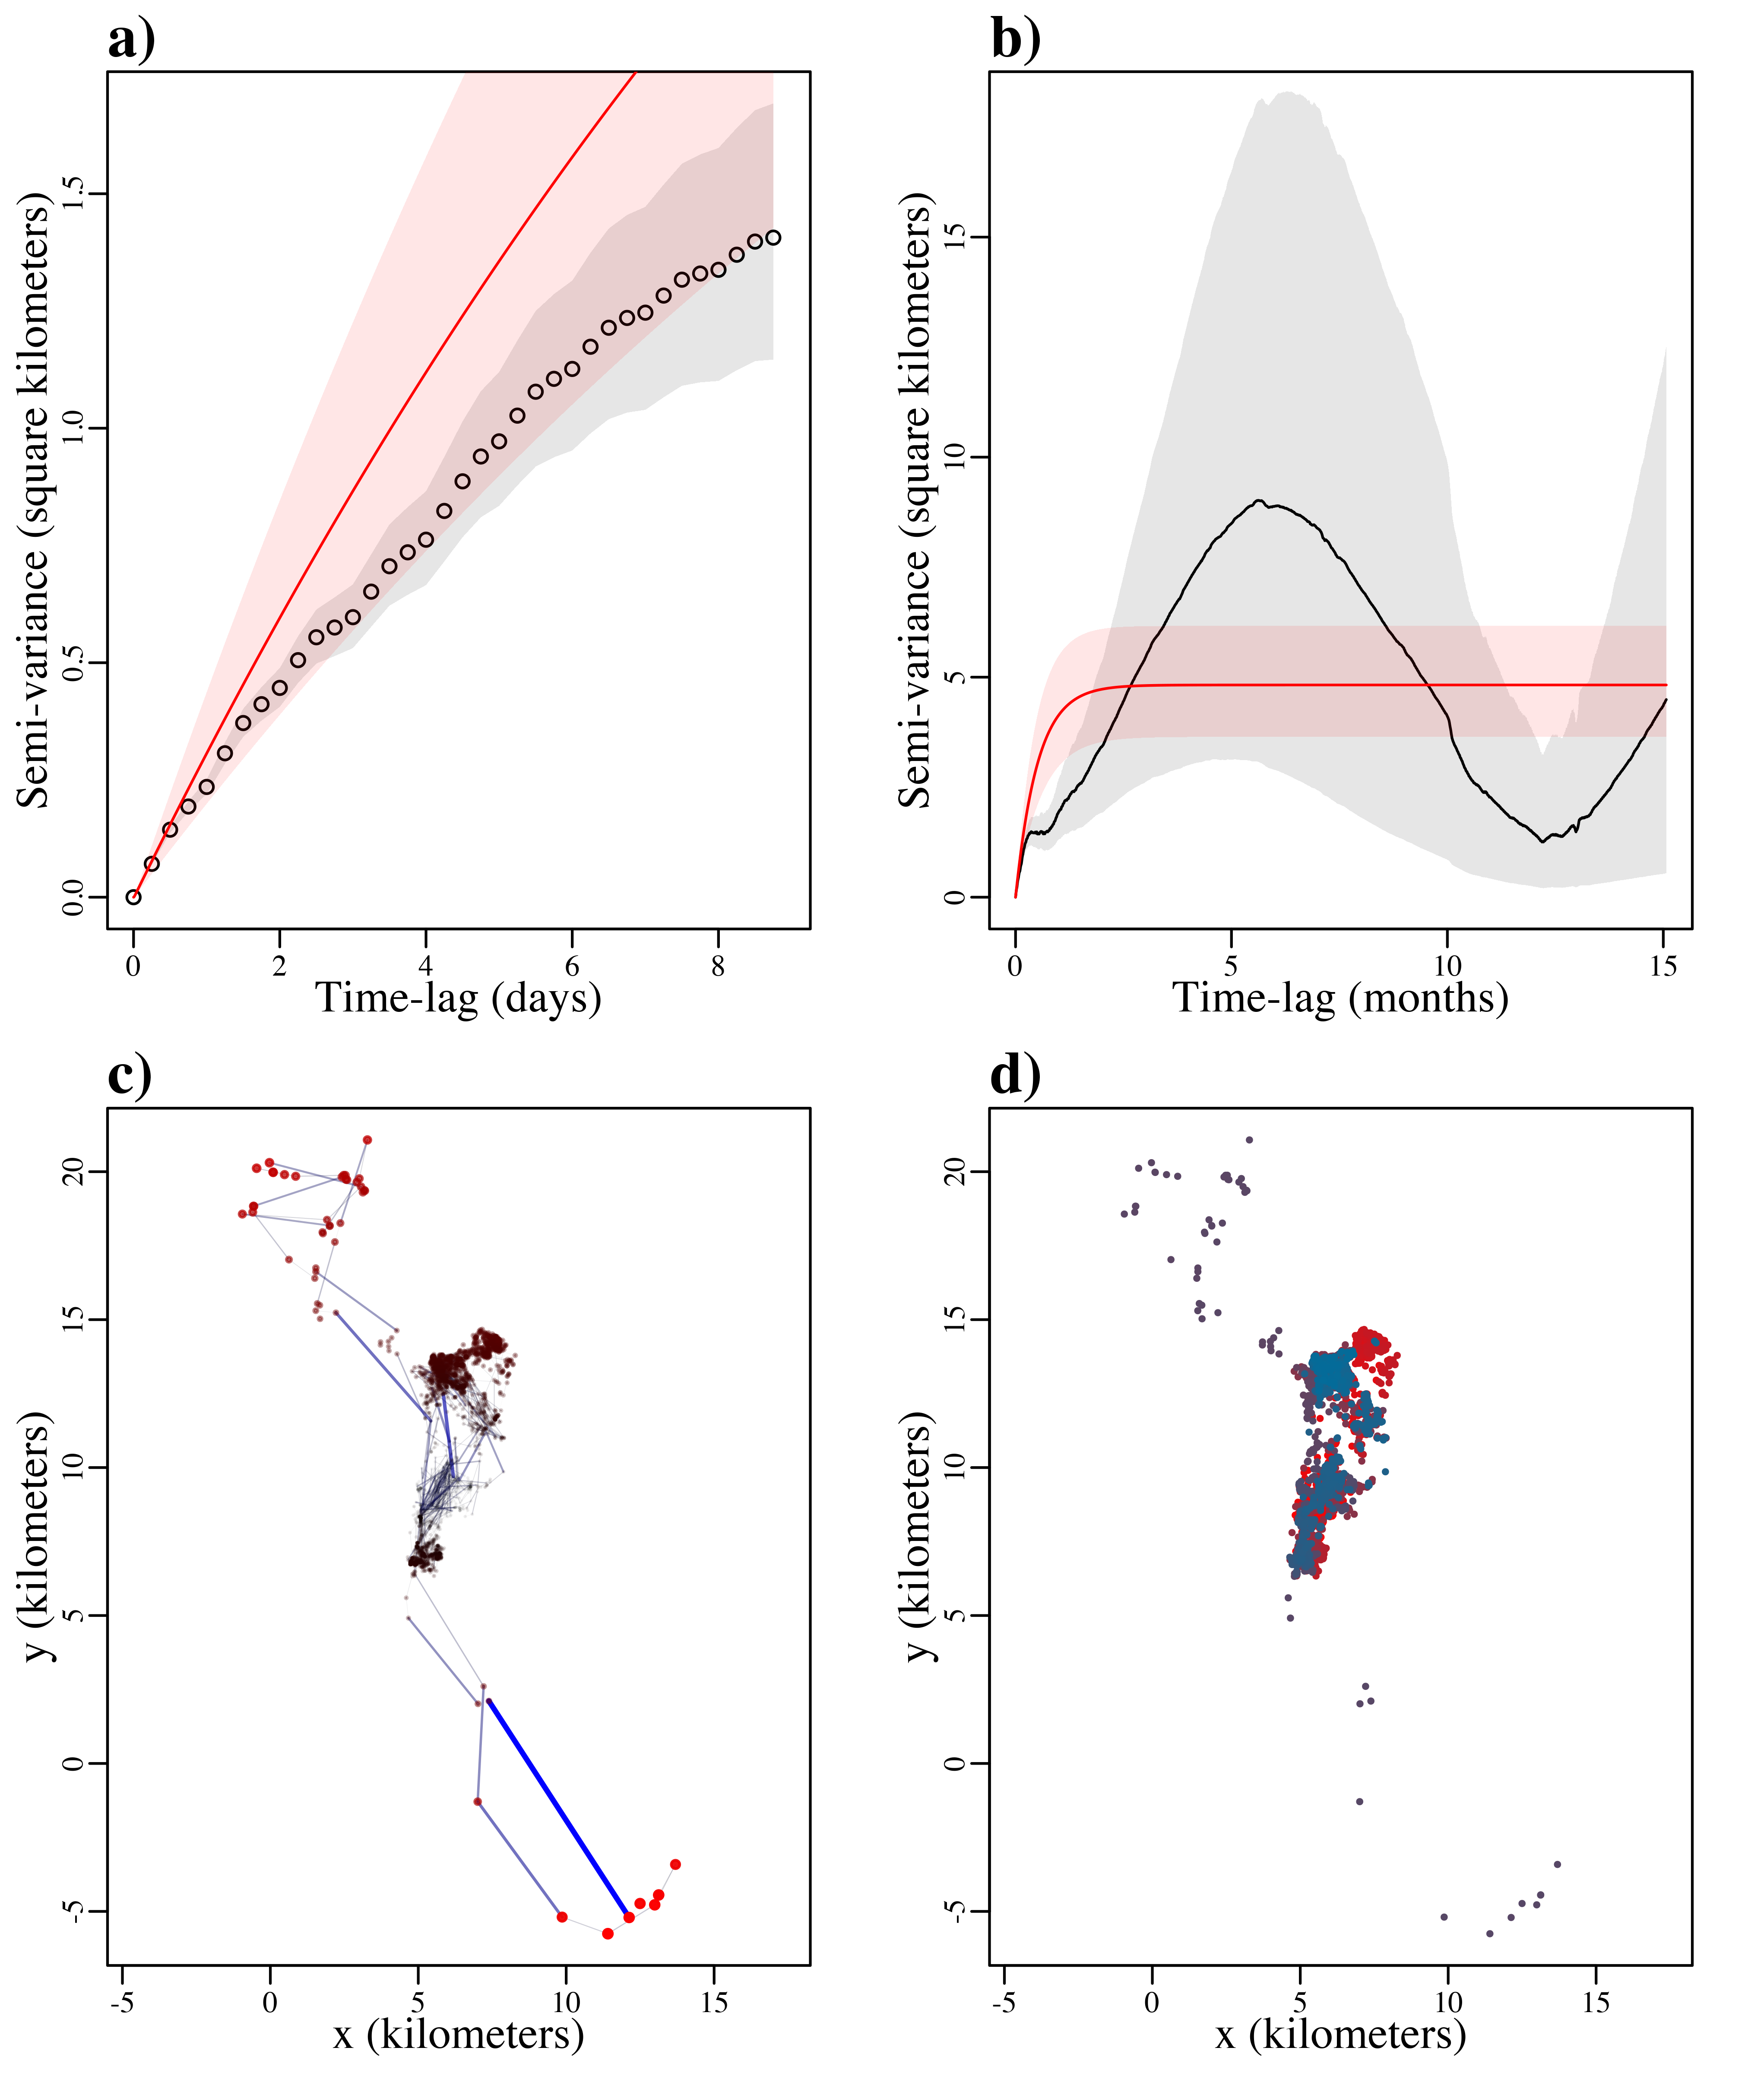 a)
Semi-variance (square kilometers)
0.0 0.5 1.0 1.5
0 2 4 6 8
Time-lag (days)
b)
Semi-variance (square kilometers)
0 5 10 15
0 5 10 15
Time-lag (months)
c)
y (kilometers)
-5 0 5 10 15 20
-5 0 5 10 15
x (kilometers)
d)
y (kilometers)
-5 0 5 10 15 20
-5 0 5 10 15
x (kilometers)